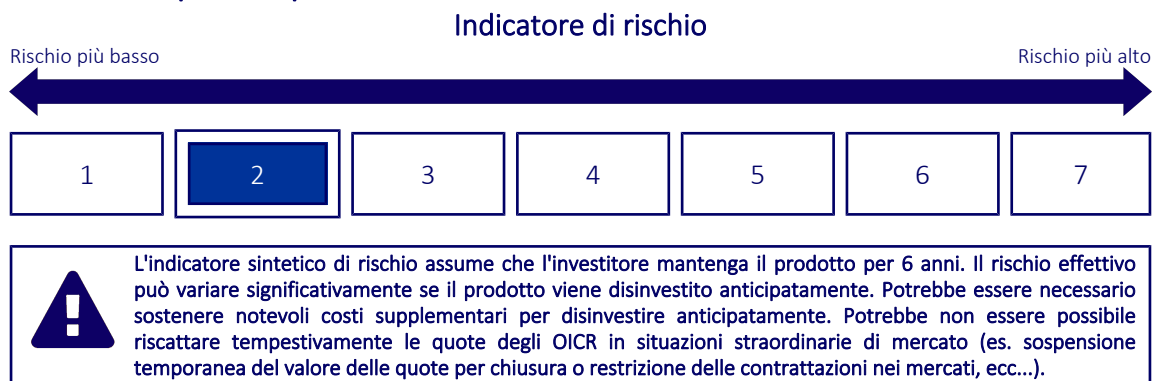 Indicatore di rischio
Rischio più basso
Rischio più alto
1 2 3 4 5 6 7
L'indicatore sintetico di rischio assume che l'investitore mantenga il prodotto per 6 anni. Il rischio effettivo
può variare significativamente se il prodotto viene disinvestito anticipatamente. Potrebbe essere necessario
sostenere notevoli costi supplementari per disinvestire anticipatamente. Potrebbe non essere possibile
riscattare tempestivamente le quote degli OICR in situazioni straordinarie di mercato (es. sospensione
temporanea del valore delle quote per chiusura o restrizione delle contrattazioni nei mercati, ecc...).